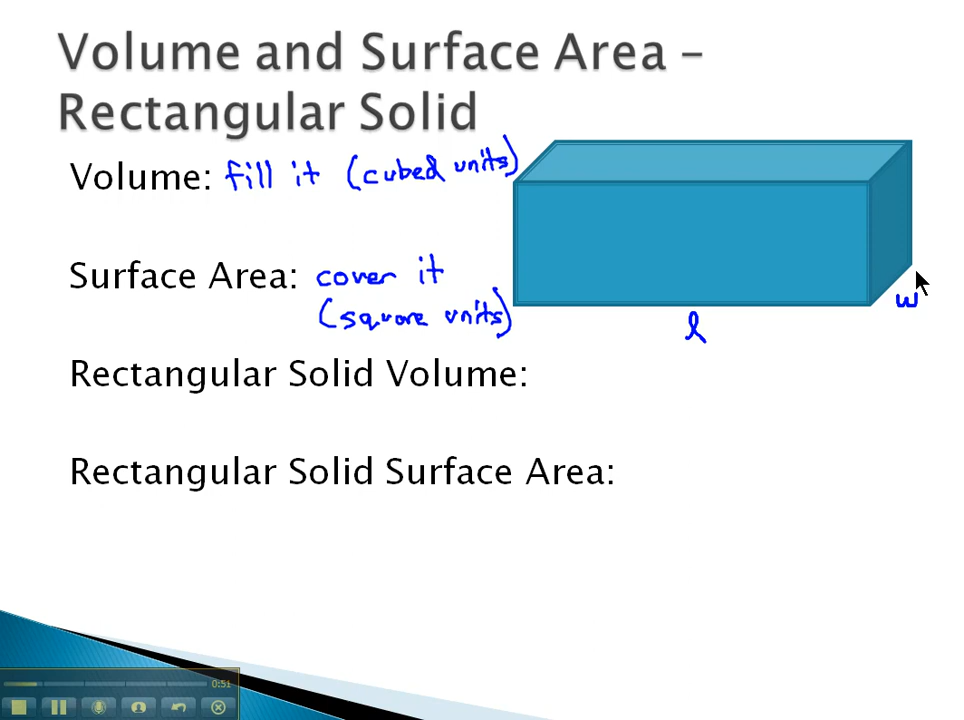 Volume and Surface Area –
Rectangular Solid
Volume: fill it (cubed units)
Surface Area: cover it
(square units)
w
l
Rectangular Solid Volume:
Rectangular Solid Surface Area:
0:51